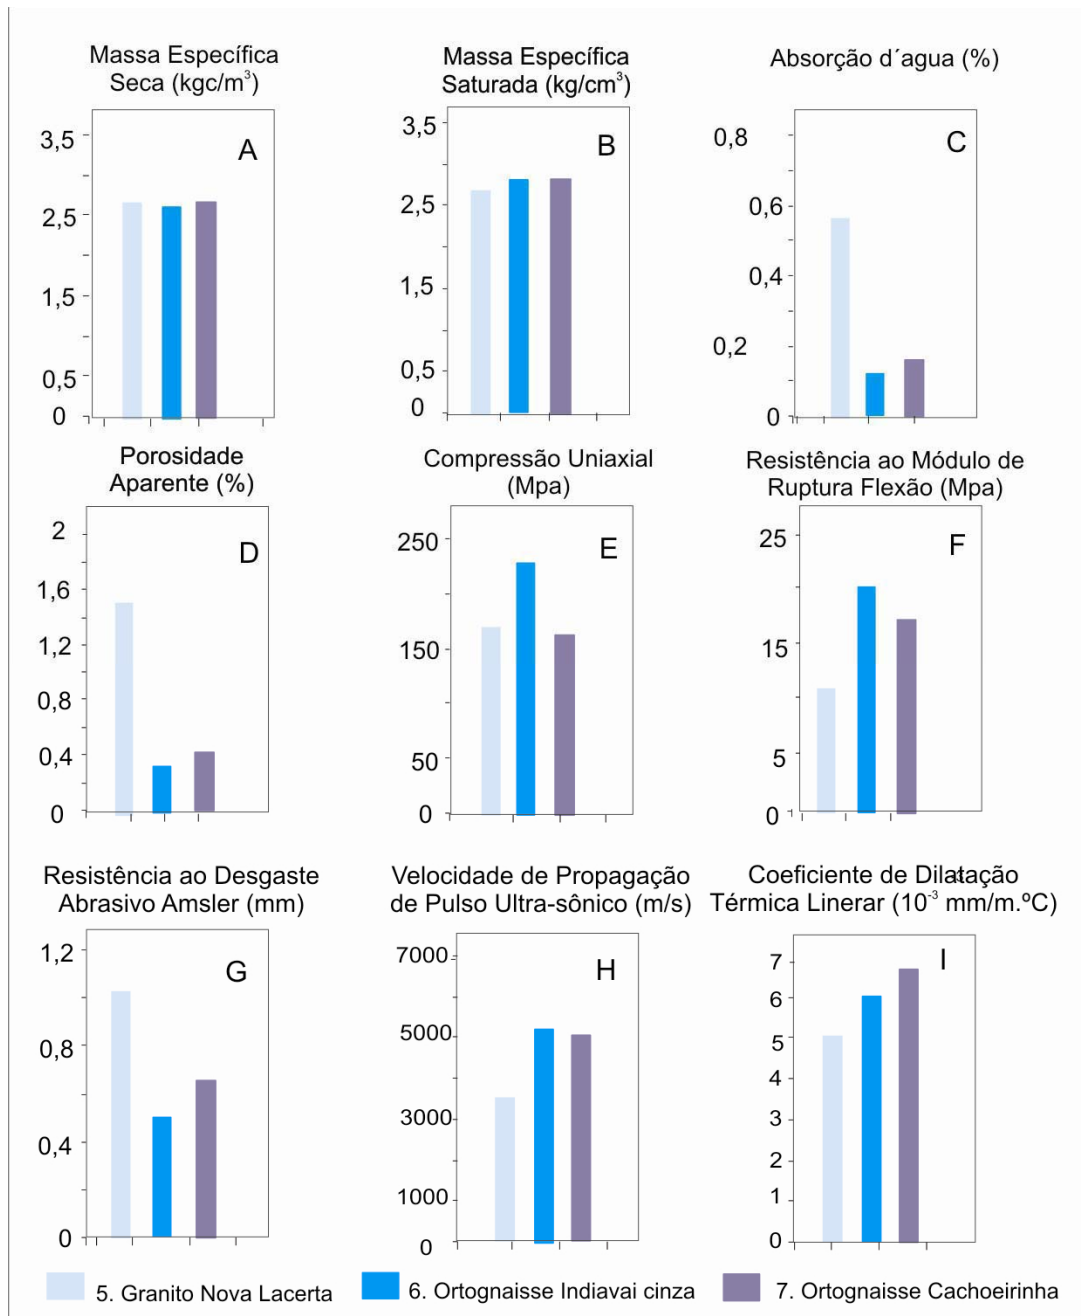 Massa Específica
Seca (kgc/m³)
A
3,5
2,5
1,5
0,5
0
Massa Específica
Saturada (kg/cm³)
B
3,5
2,5
1,5
0,5
0
Absorção d´agua (%)
C
0,8
0,6
0,4
0,2
0
Porosidade
Aparente (%)
D
2
1,6
1,2
0,8
0,4
0
Compressão Uniaxial
(Mpa)
E
250
150
50
0
Resistência ao Módulo de
Ruptura Flexão (Mpa)
F
25
15
5
0
Resistência ao Desgaste
Abrasivo Amsler (mm)
G
1,2
0,8
0,4
0
Velocidade de Propagação
de Pulso Ultra-sônico (m/s)
H
7000
5000
3000
1000
0
Coeficiente de Dilatação
Térmica Linerar (10⁻³ mm/m.ºC)
I
7
6
5
4
3
2
1
0
5. Granito Nova Lacerta
6. Ortognaisse Indiavai cinza
7. Ortognaisse Cachoeirinha